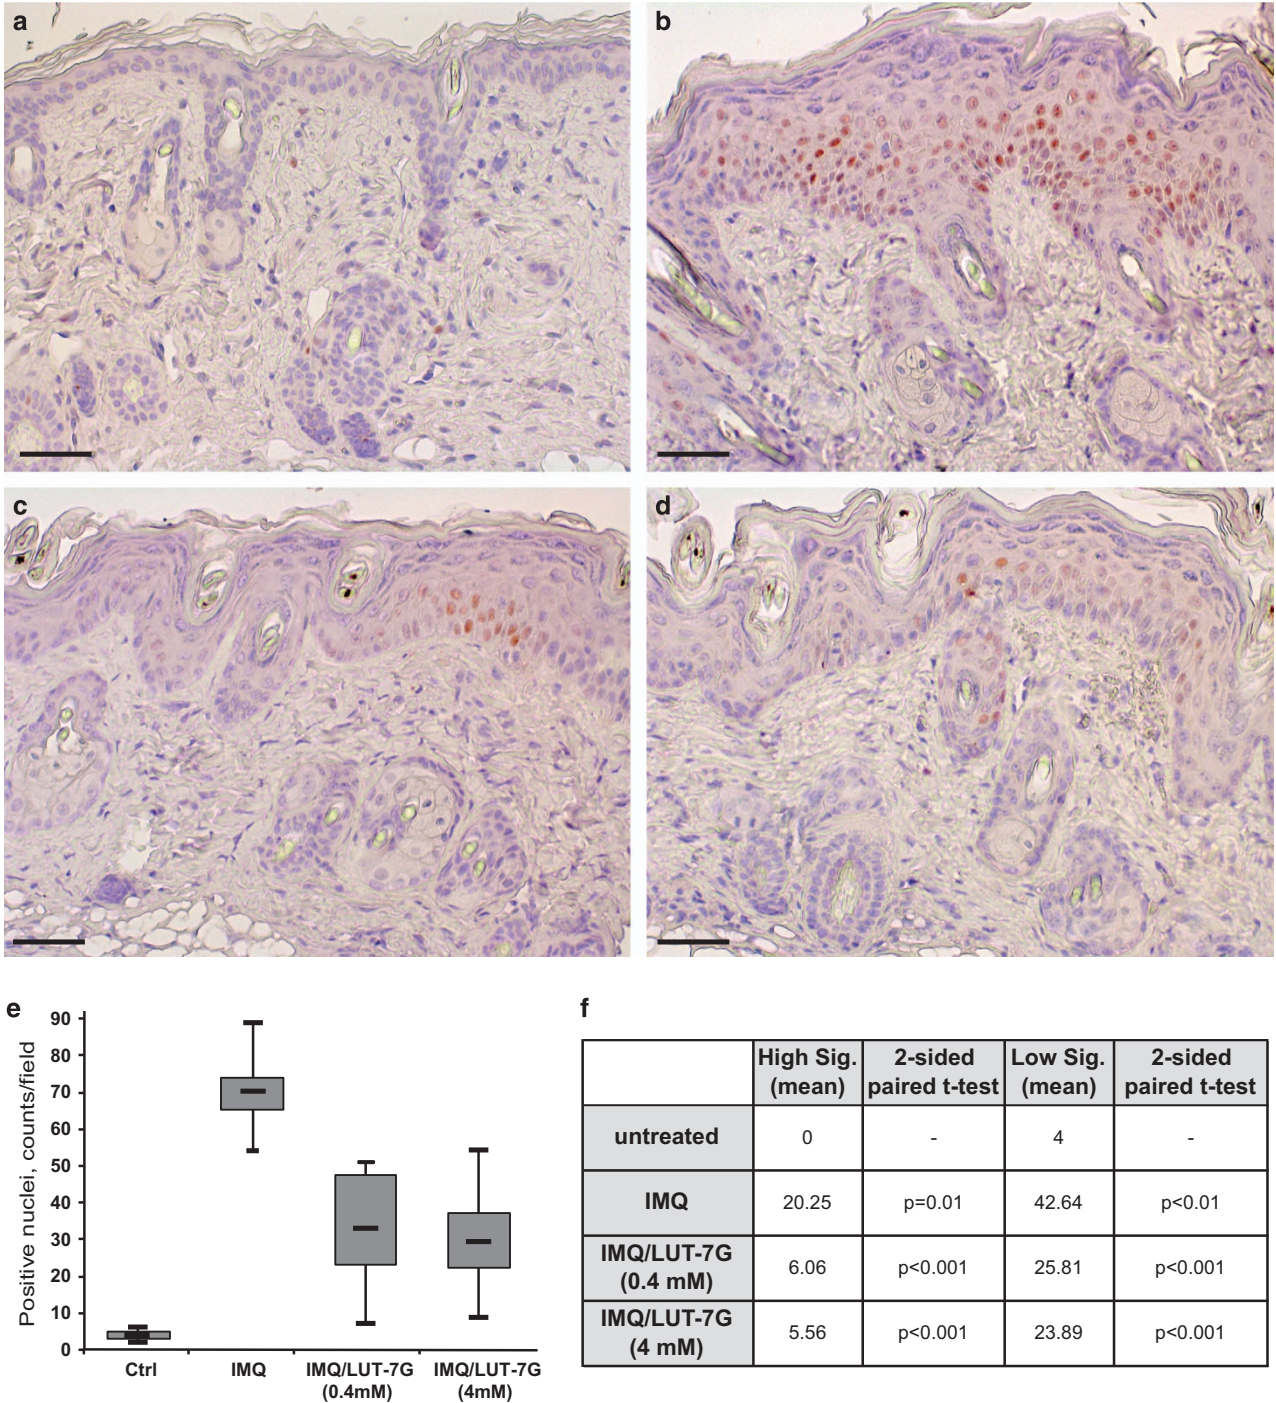 a
b
c
d
e
Positive nuclei, counts/field
90
80
70
60
50
40
30
20
10
0
Ctrl
IMQ
IMQ/LUT-7G
(0.4mM)
IMQ/LUT-7G
(4mM)
f
High Sig.
(mean)
2-sided
paired t-test
Low Sig.
(mean)
2-sided
paired t-test
untreated
0
-
4
-
IMQ
20.25
p=0.01
42.64
p<0.01
IMQ/LUT-7G
(0.4 mM)
6.06
p<0.001
25.81
p<0.001
IMQ/LUT-7G
(4 mM)
5.56
p<0.001
23.89
p<0.001